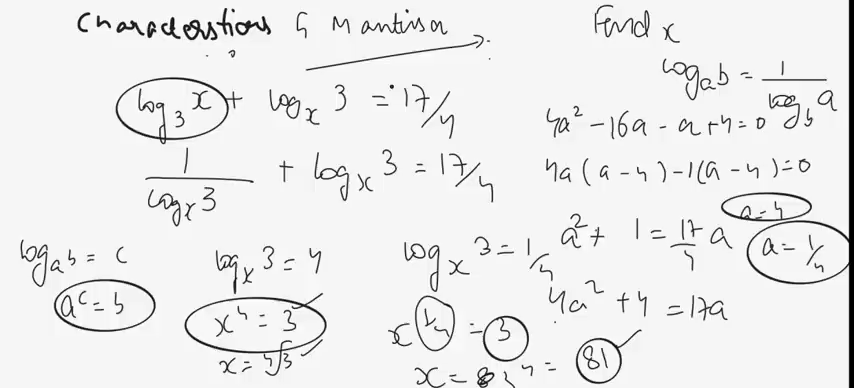 Characterstions & Mantissa
Find x
log_a b = 1/log_b a
log_3 x + log_x 3 = 17/4
4a² - 16a - a + 4 = 0
1/log_x 3 + log_x 3 = 17/4
4a(a - 4) - 1(a - 4) = 0
a = 4
a² + 1 = 17/4 a
a = 1/4
log_a b = c
log_x 3 = 4
log_x 3 = 1/4
a^c = b
x⁴ = 3
x^(1/4) = 3
4a² + 4 = 17a
x = ⁴√3
x = 3⁴ = 81